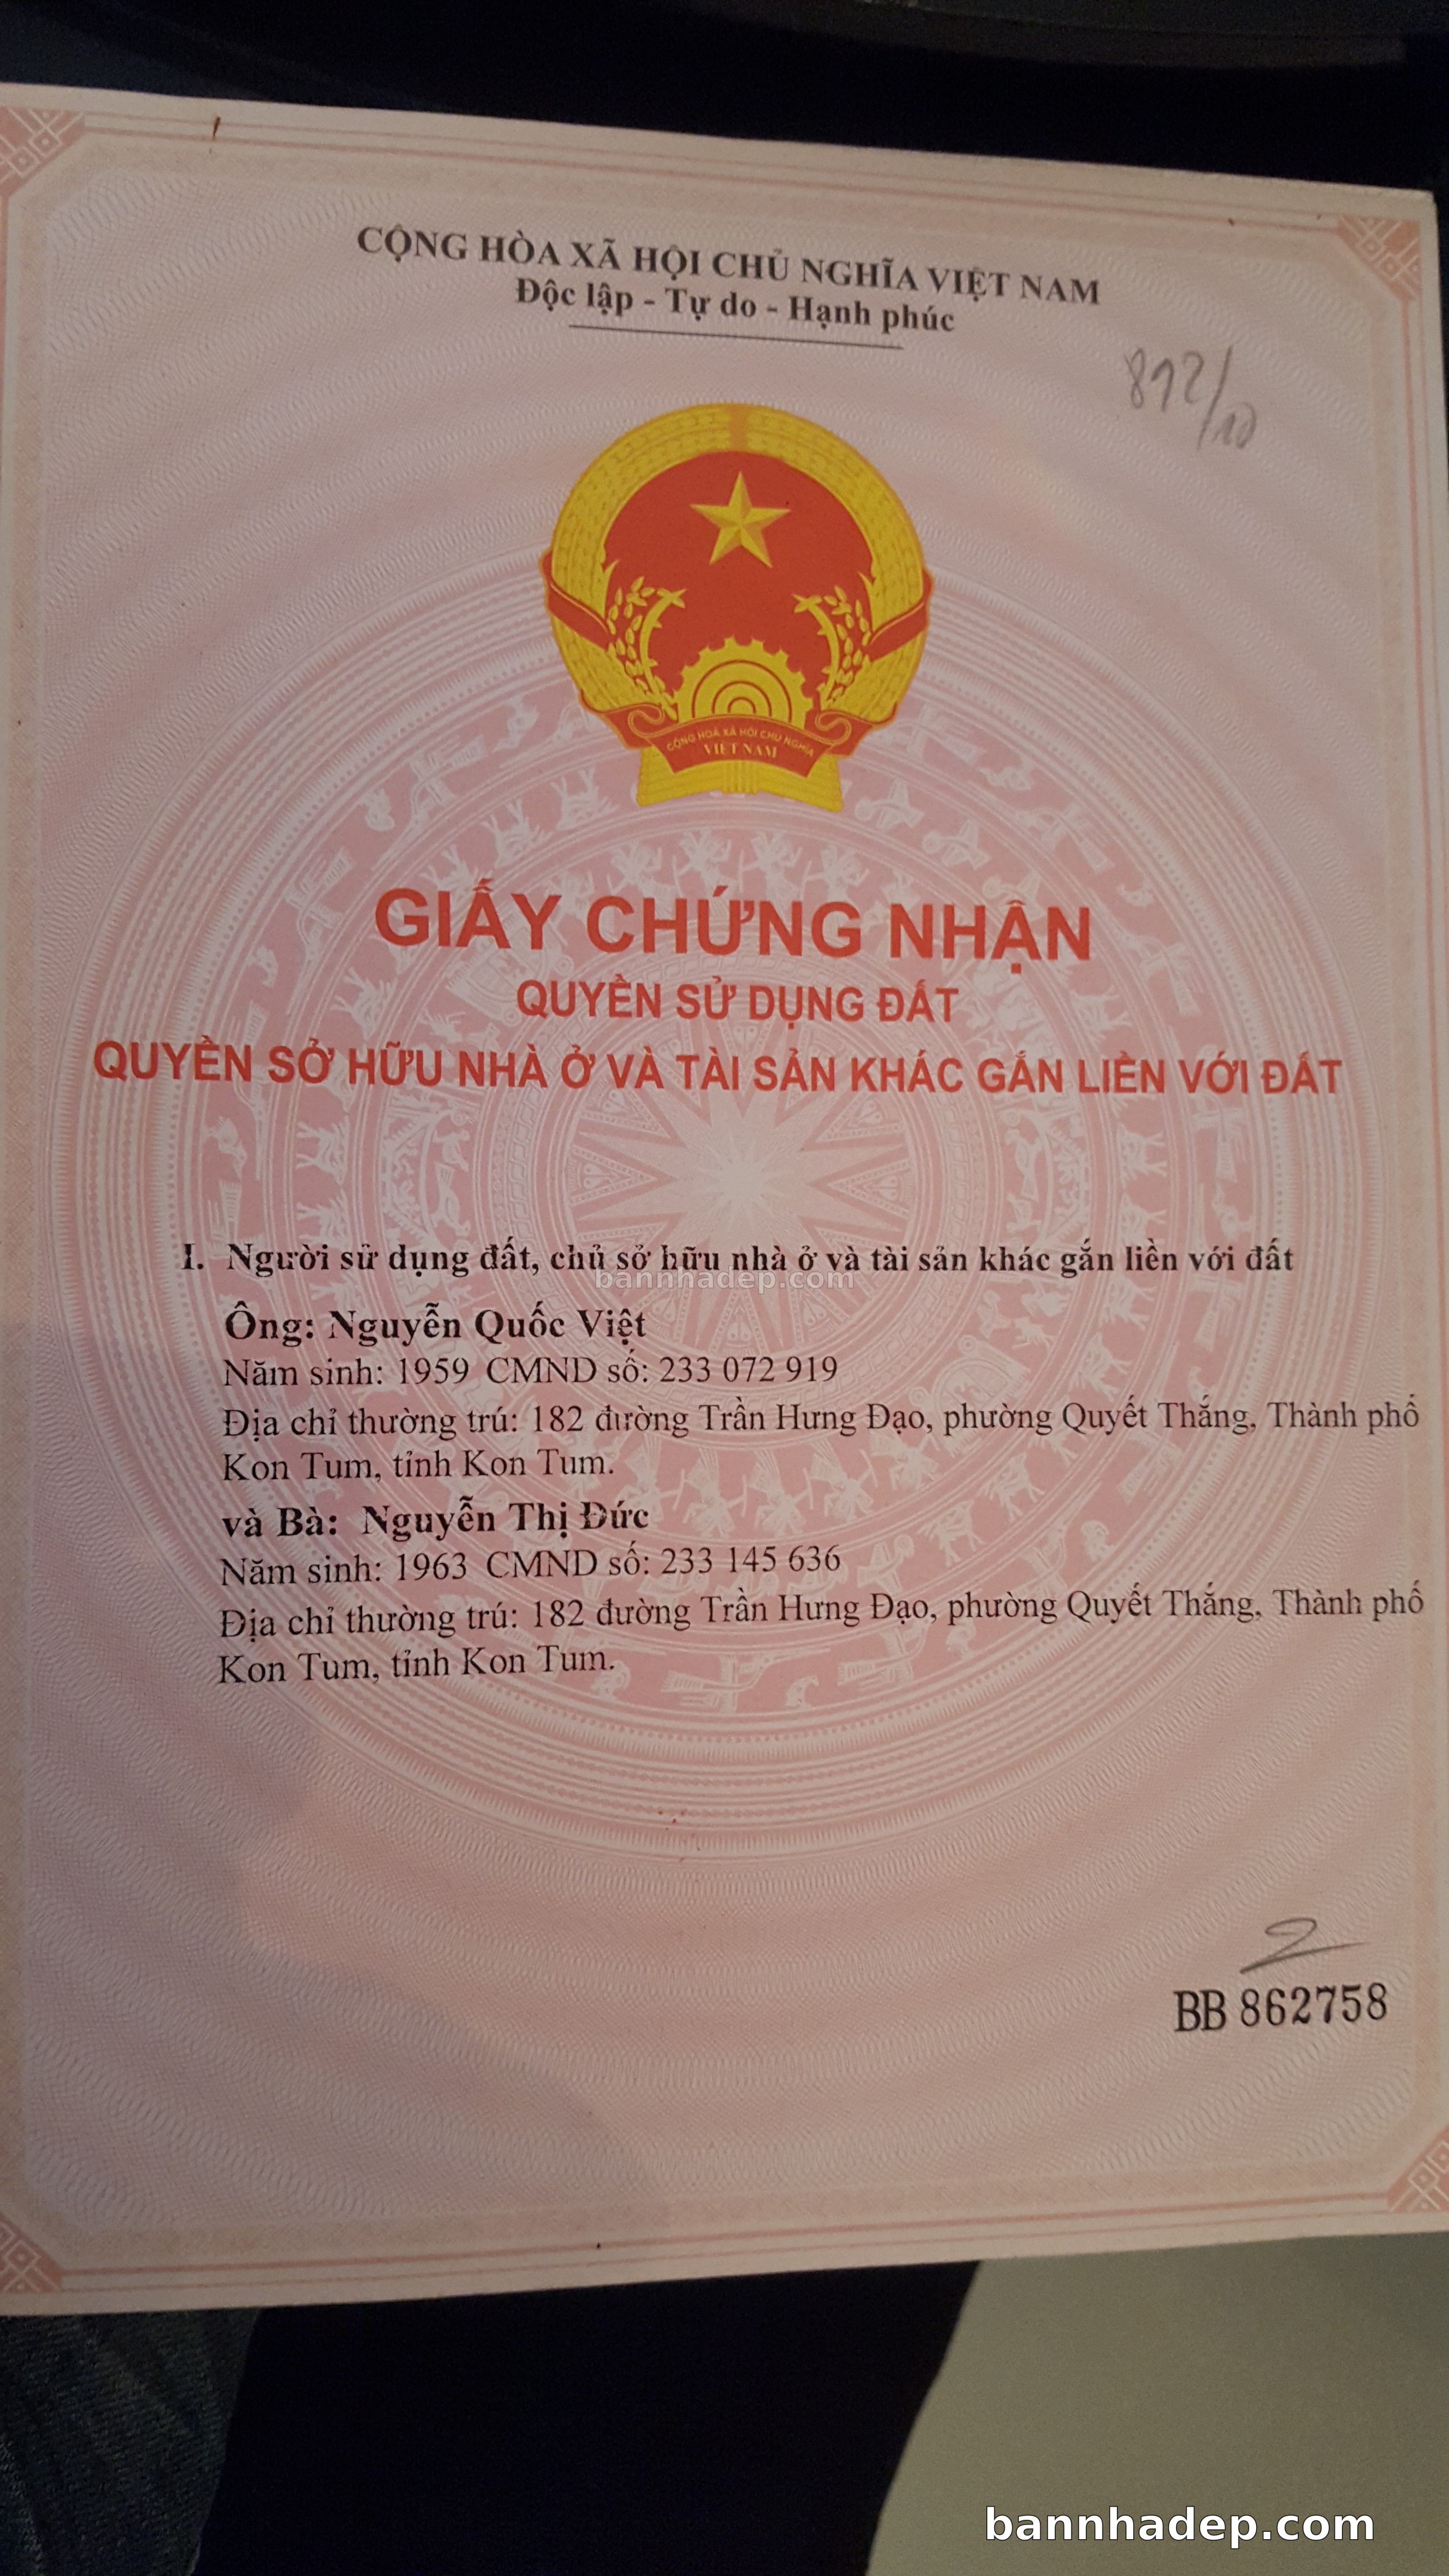 CỘNG HÒA XÃ HỘI CHỦ NGHĨA VIỆT NAM
Độc lập - Tự do - Hạnh phúc
892/10
CỘNG HOÀ XÃ HỘI CHỦ NGHĨA
VIỆT NAM
GIẤY CHỨNG NHẬN
QUYỀN SỬ DỤNG ĐẤT
QUYỀN SỞ HỮU NHÀ Ở VÀ TÀI SẢN KHÁC GẮN LIỀN VỚI ĐẤT
I. Người sử dụng đất, chủ sở hữu nhà ở và tài sản khác gắn liền với đất
bannhadep.com
Ông: Nguyễn Quốc Việt
Năm sinh: 1959 CMND số: 233 072 919
Địa chỉ thường trú: 182 đường Trần Hưng Đạo, phường Quyết Thắng, Thành phố
Kon Tum, tỉnh Kon Tum.
và Bà: Nguyễn Thị Đức
Năm sinh: 1963 CMND số: 233 145 636
Địa chỉ thường trú: 182 đường Trần Hưng Đạo, phường Quyết Thắng, Thành phố
Kon Tum, tỉnh Kon Tum.
2
BB 862758
bannhadep.com